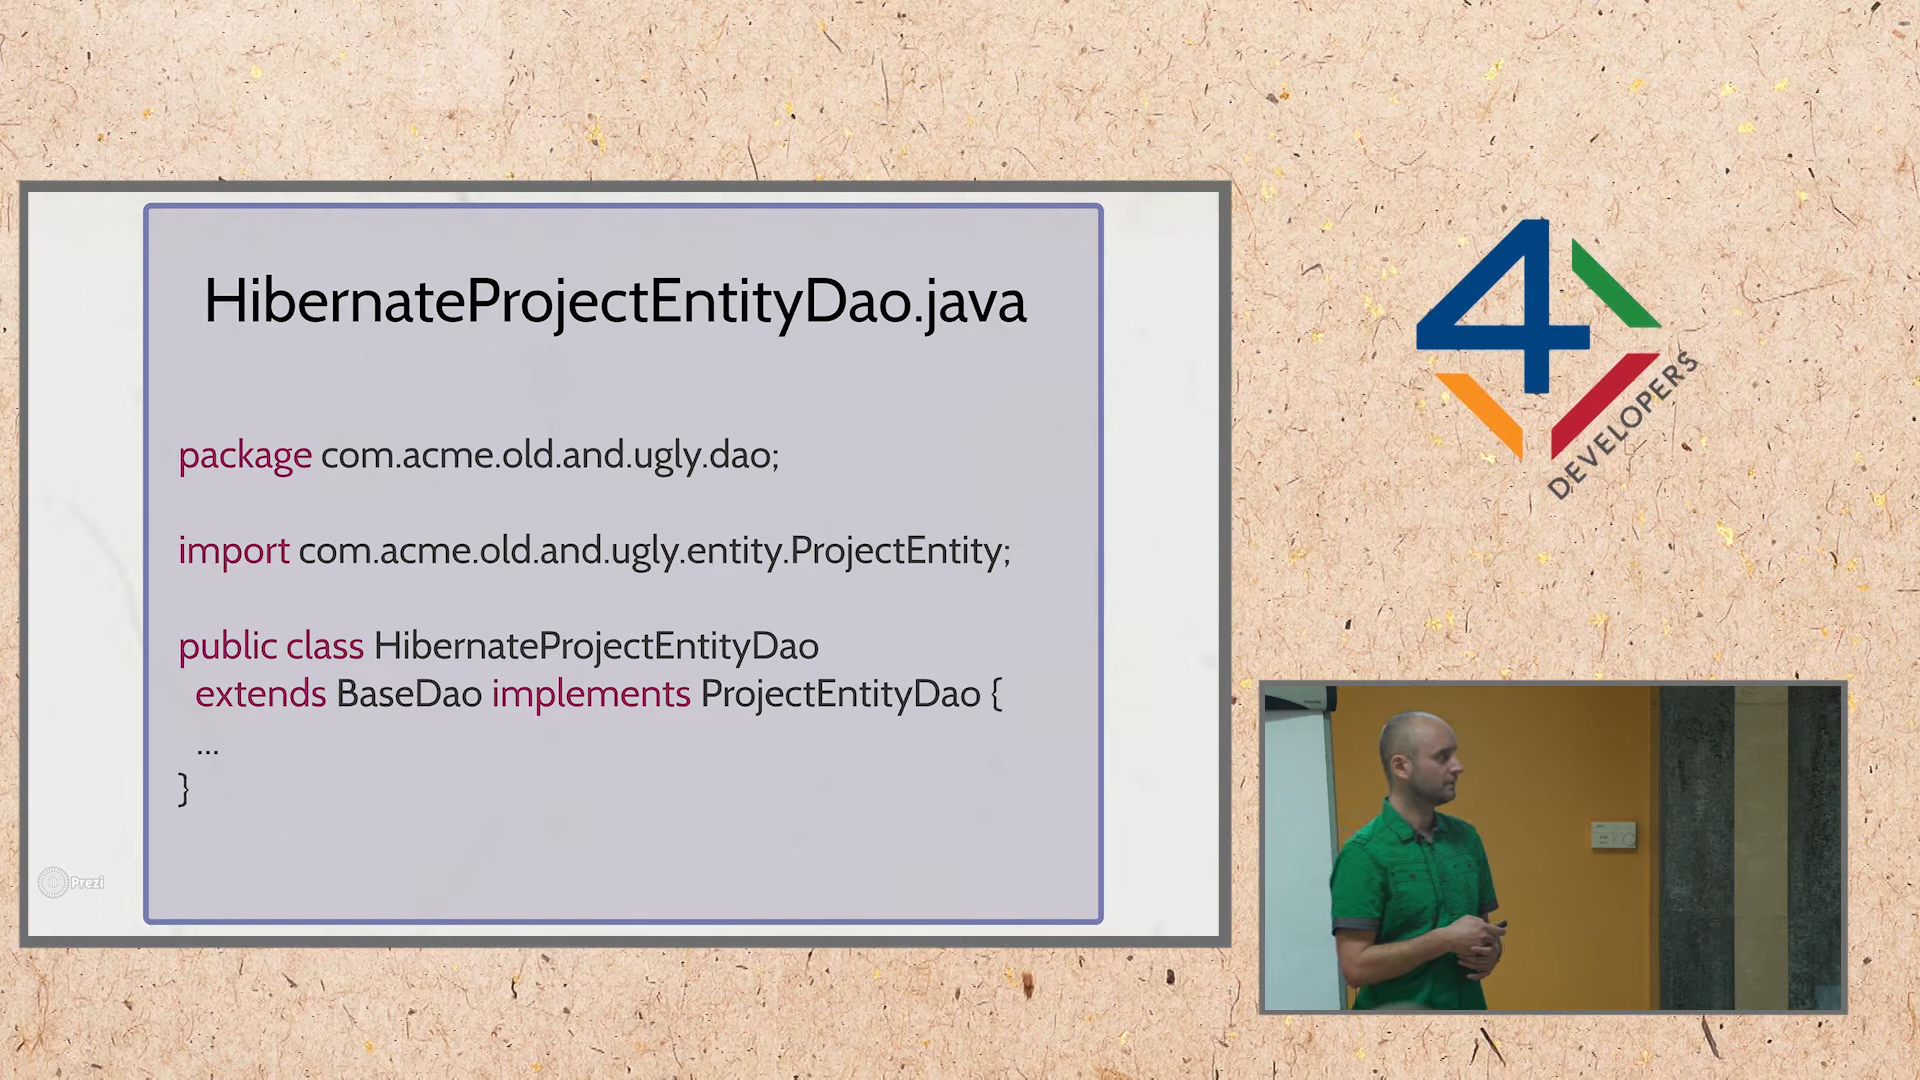 HibernateProjectEntityDao.java
package com.acme.old.and.ugly.dao;
import com.acme.old.and.ugly.entity.ProjectEntity;
public class HibernateProjectEntityDao
extends BaseDao implements ProjectEntityDao {
...
}
Prezi
4
DEVELOPERS